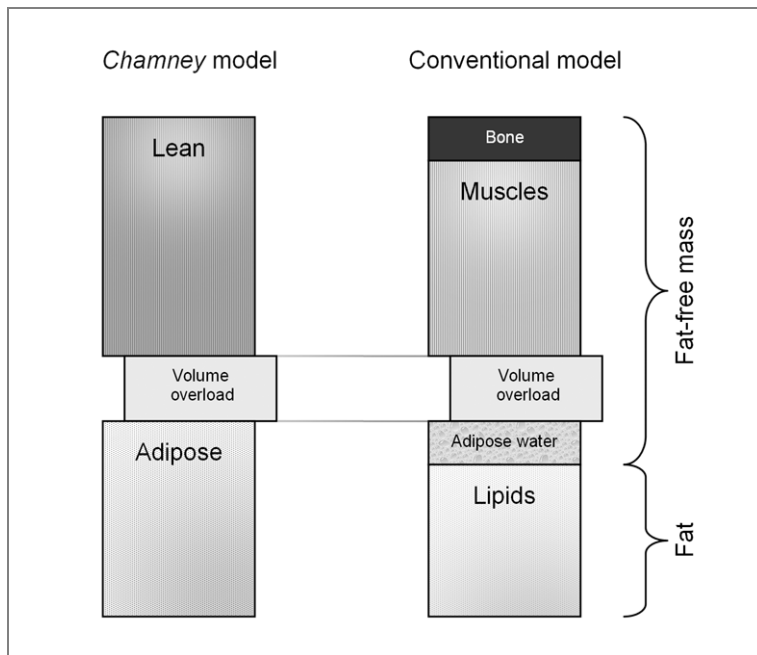 Chamney model
Conventional model
Lean
Bone
Muscles
Volume
overload
Volume
overload
Adipose
Adipose water
Lipids
Fat-free mass
Fat